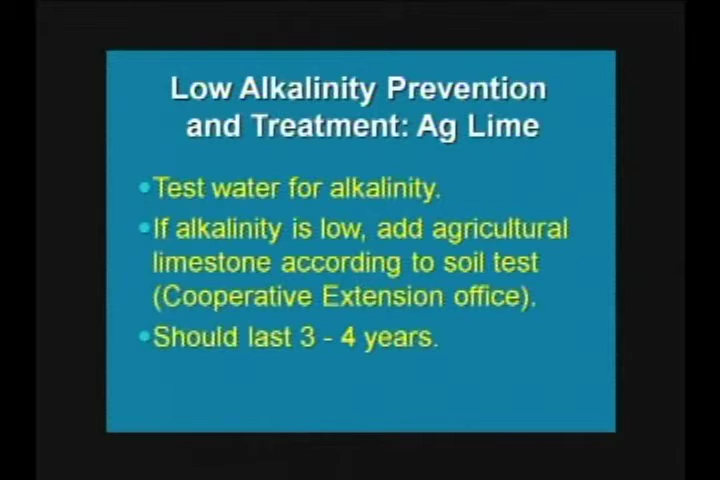 Low Alkalinity Prevention
and Treatment: Ag Lime
•Test water for alkalinity.
•If alkalinity is low, add agricultural
limestone according to soil test
(Cooperative Extension office).
•Should last 3 - 4 years.